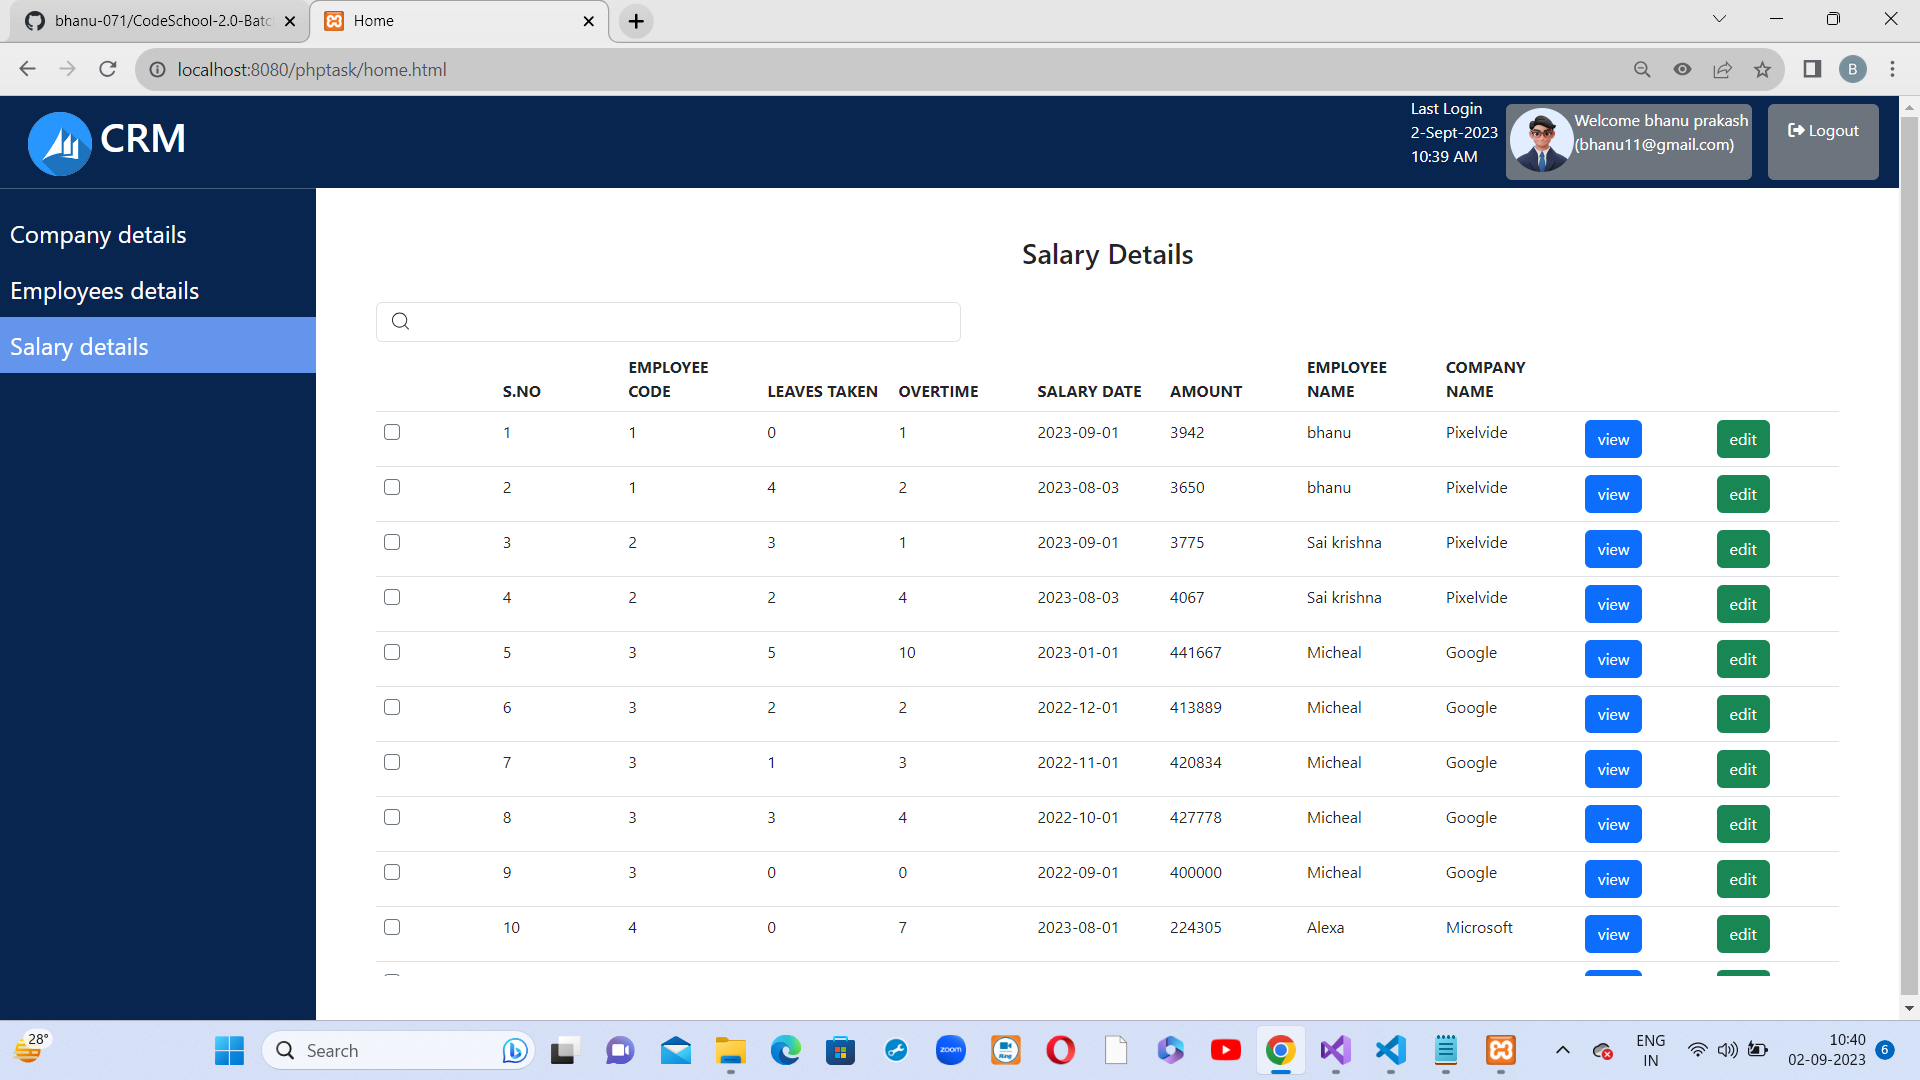 bhanu-071/CodeSchool-2.0-Batc
Home
localhost:8080/phptask/home.html
B
CRM
Last Login
2-Sept-2023
10:39 AM
Welcome bhanu prakash
(bhanu11@gmail.com)
Logout
Company details
Employees details
Salary details
Salary Details
S.NO EMPLOYEE CODE LEAVES TAKEN OVERTIME SALARY DATE AMOUNT EMPLOYEE NAME COMPANY NAME
1 1 0 1 2023-09-01 3942 bhanu Pixelvide view edit
2 1 4 2 2023-08-03 3650 bhanu Pixelvide view edit
3 2 3 1 2023-09-01 3775 Sai krishna Pixelvide view edit
4 2 2 4 2023-08-03 4067 Sai krishna Pixelvide view edit
5 3 5 10 2023-01-01 441667 Micheal Google view edit
6 3 2 2 2022-12-01 413889 Micheal Google view edit
7 3 1 3 2022-11-01 420834 Micheal Google view edit
8 3 3 4 2022-10-01 427778 Micheal Google view edit
9 3 0 0 2022-09-01 400000 Micheal Google view edit
10 4 0 7 2023-08-01 224305 Alexa Microsoft view edit
28°
Search
zoom
ENG
IN
10:40
02-09-2023
6